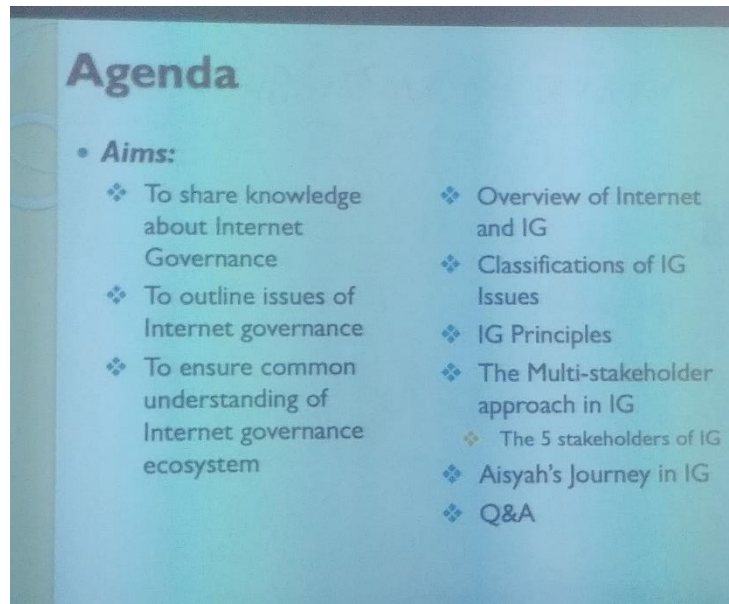 Agenda
• Aims:
❖ To share knowledge
about Internet
Governance
❖ To outline issues of
Internet governance
❖ To ensure common
understanding of
Internet governance
ecosystem
❖ Overview of Internet
and IG
❖ Classifications of IG
Issues
❖ IG Principles
❖ The Multi-stakeholder
approach in IG
❖ The 5 stakeholders of IG
❖ Aisyah's Journey in IG
❖ Q&A